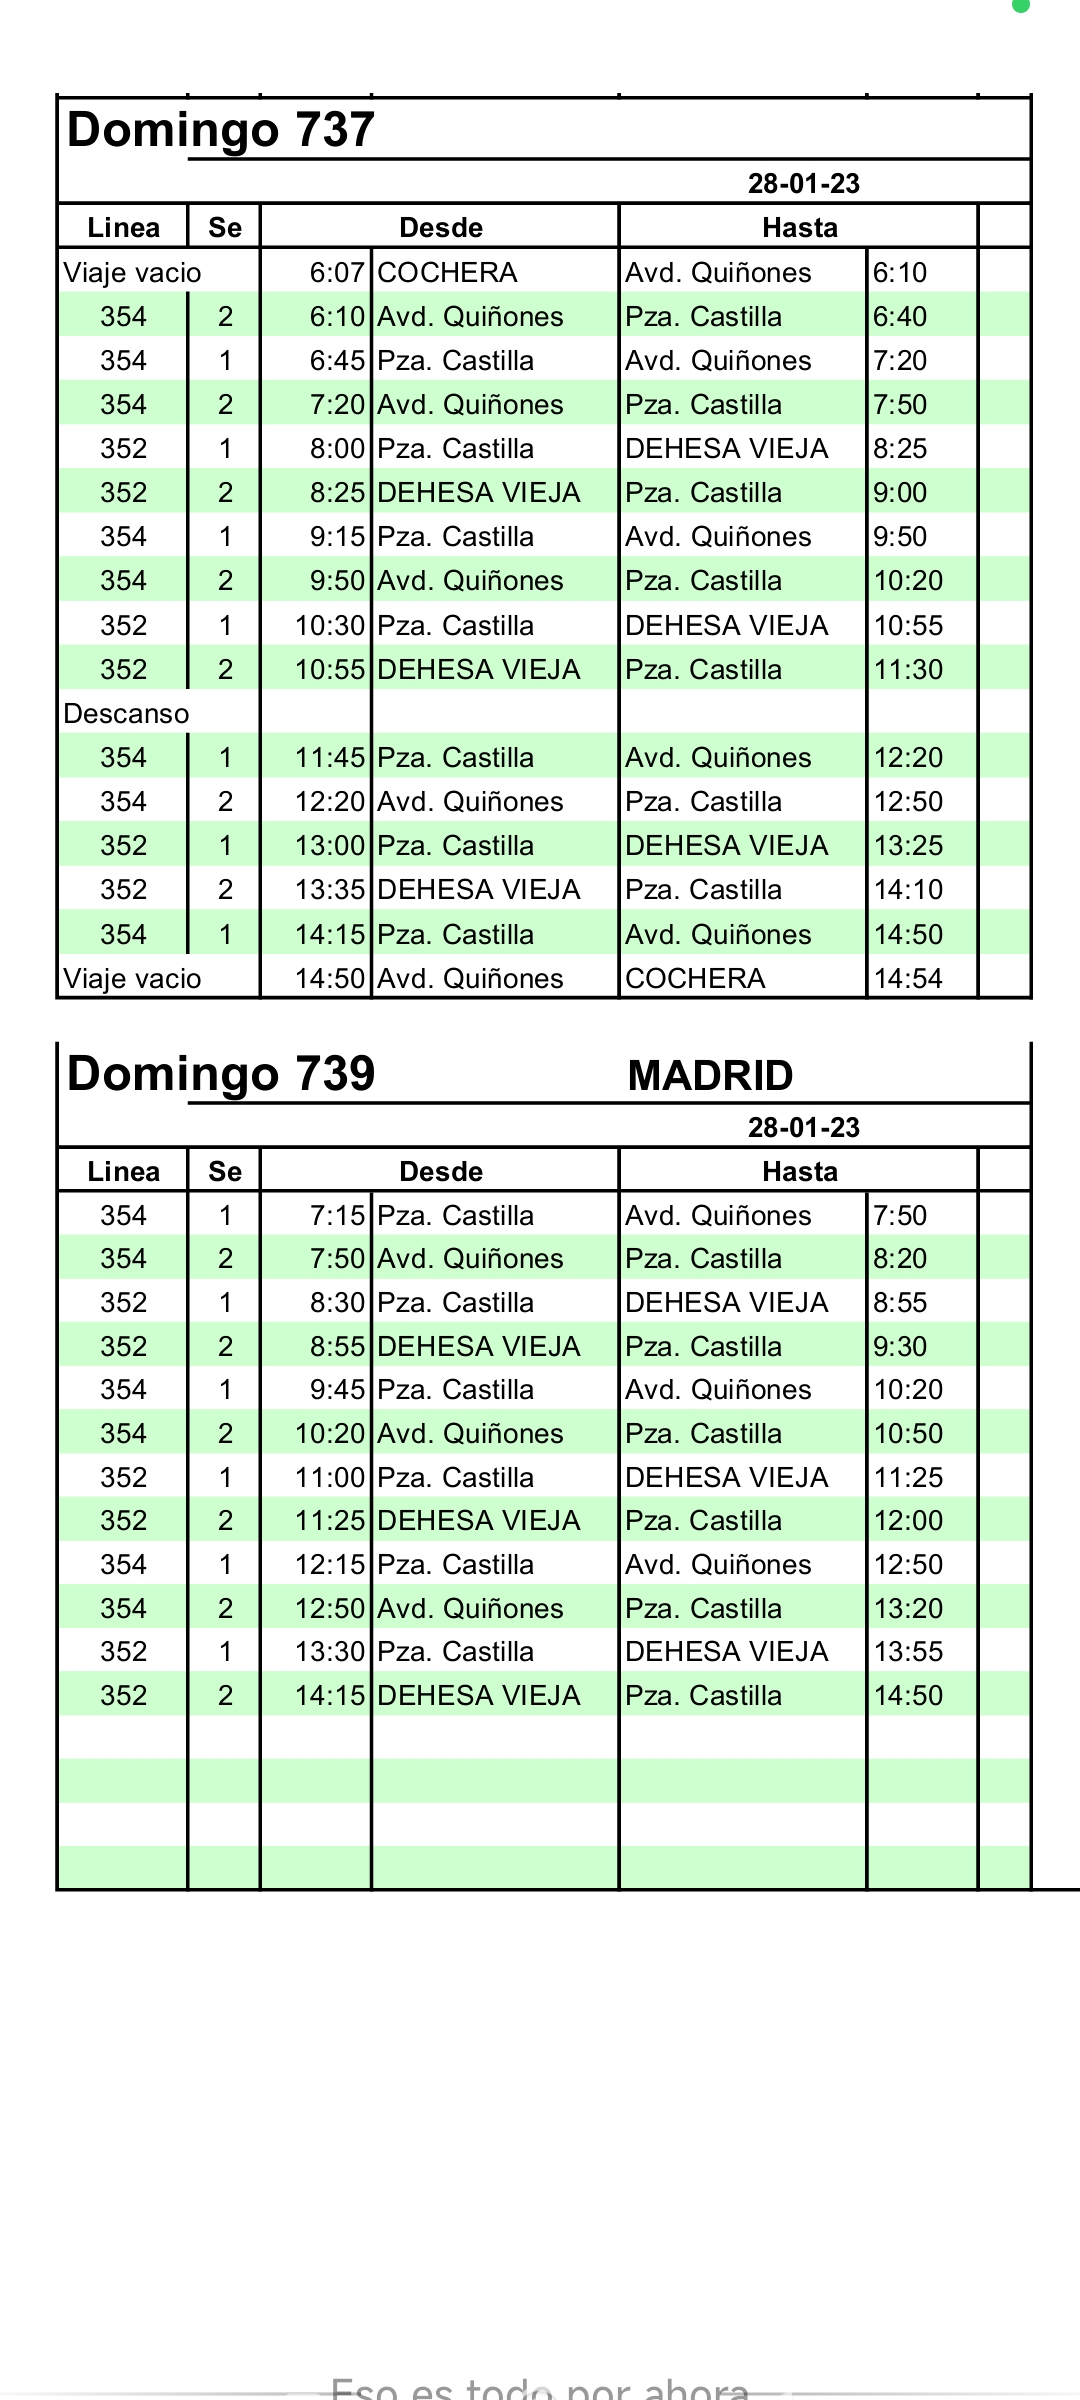 Domingo 737
28-01-23
Linea Se Desde Hasta
Viaje vacio 6:07 COCHERA Avd. Quiñones 6:10
354 2 6:10 Avd. Quiñones Pza. Castilla 6:40
354 1 6:45 Pza. Castilla Avd. Quiñones 7:20
354 2 7:20 Avd. Quiñones Pza. Castilla 7:50
352 1 8:00 Pza. Castilla DEHESA VIEJA 8:25
352 2 8:25 DEHESA VIEJA Pza. Castilla 9:00
354 1 9:15 Pza. Castilla Avd. Quiñones 9:50
354 2 9:50 Avd. Quiñones Pza. Castilla 10:20
352 1 10:30 Pza. Castilla DEHESA VIEJA 10:55
352 2 10:55 DEHESA VIEJA Pza. Castilla 11:30
Descanso
354 1 11:45 Pza. Castilla Avd. Quiñones 12:20
354 2 12:20 Avd. Quiñones Pza. Castilla 12:50
352 1 13:00 Pza. Castilla DEHESA VIEJA 13:25
352 2 13:35 DEHESA VIEJA Pza. Castilla 14:10
354 1 14:15 Pza. Castilla Avd. Quiñones 14:50
Viaje vacio 14:50 Avd. Quiñones COCHERA 14:54
Domingo 739 MADRID
28-01-23
Linea Se Desde Hasta
354 1 7:15 Pza. Castilla Avd. Quiñones 7:50
354 2 7:50 Avd. Quiñones Pza. Castilla 8:20
352 1 8:30 Pza. Castilla DEHESA VIEJA 8:55
352 2 8:55 DEHESA VIEJA Pza. Castilla 9:30
354 1 9:45 Pza. Castilla Avd. Quiñones 10:20
354 2 10:20 Avd. Quiñones Pza. Castilla 10:50
352 1 11:00 Pza. Castilla DEHESA VIEJA 11:25
352 2 11:25 DEHESA VIEJA Pza. Castilla 12:00
354 1 12:15 Pza. Castilla Avd. Quiñones 12:50
354 2 12:50 Avd. Quiñones Pza. Castilla 13:20
352 1 13:30 Pza. Castilla DEHESA VIEJA 13:55
352 2 14:15 DEHESA VIEJA Pza. Castilla 14:50
Eso es todo por ahora